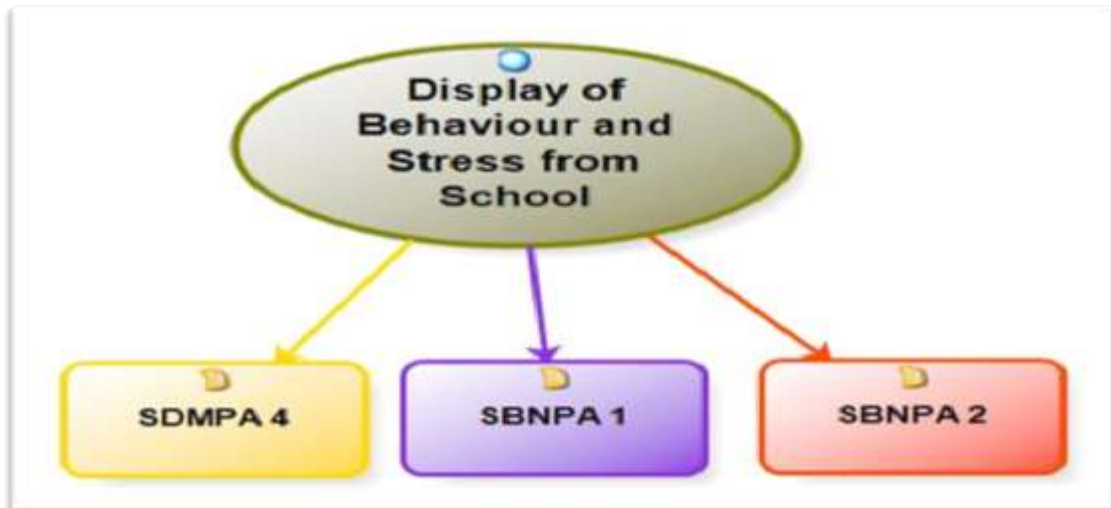 Display of
Behaviour and
Stress from
School
SDMPA 4
SBNPA 1
SBNPA 2